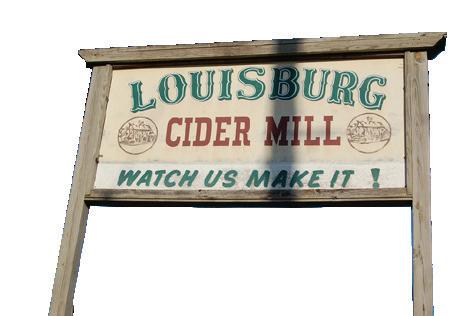 LOUISBURG
CIDER MILL
WATCH US MAKE IT !